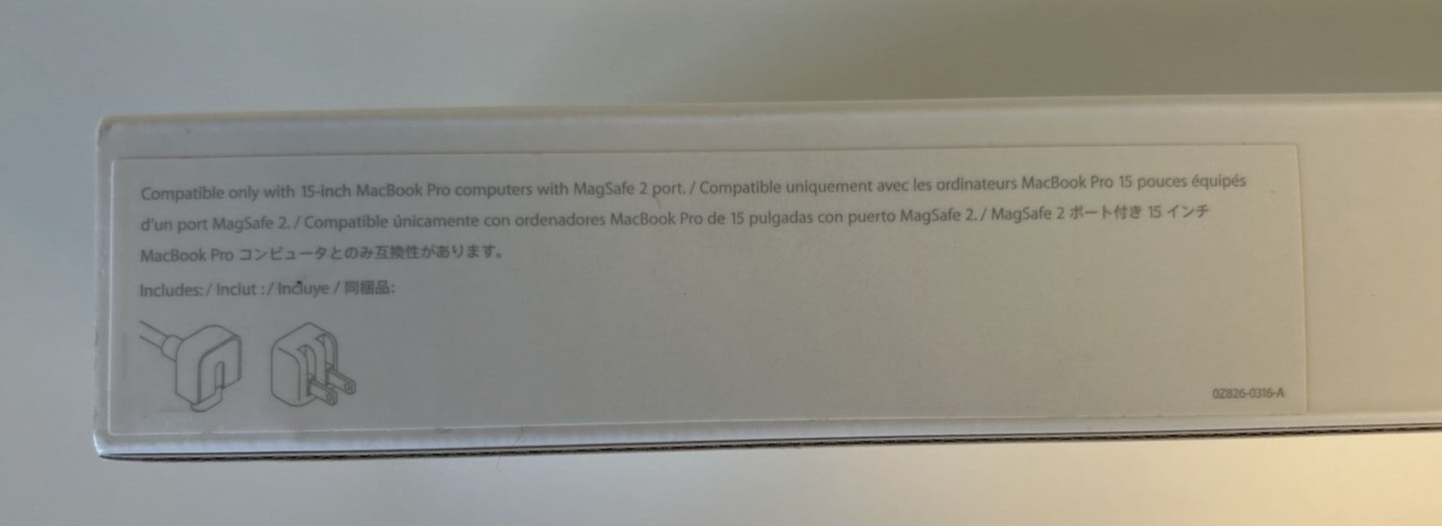 Compatible only with 15-inch MacBook Pro computers with MagSafe 2 port. / Compatible uniquement avec les ordinateurs MacBook Pro 15 pouces équipés
d'un port MagSafe 2. / Compatible únicamente con ordenadores MacBook Pro de 15 pulgadas con puerto MagSafe 2. / MagSafe 2 ポート付き 15 インチ
MacBook Pro コンピュータとのみ互換性があります。
Includes: / Inclut : / Incluye / 同梱品:
0Z826-0316-A